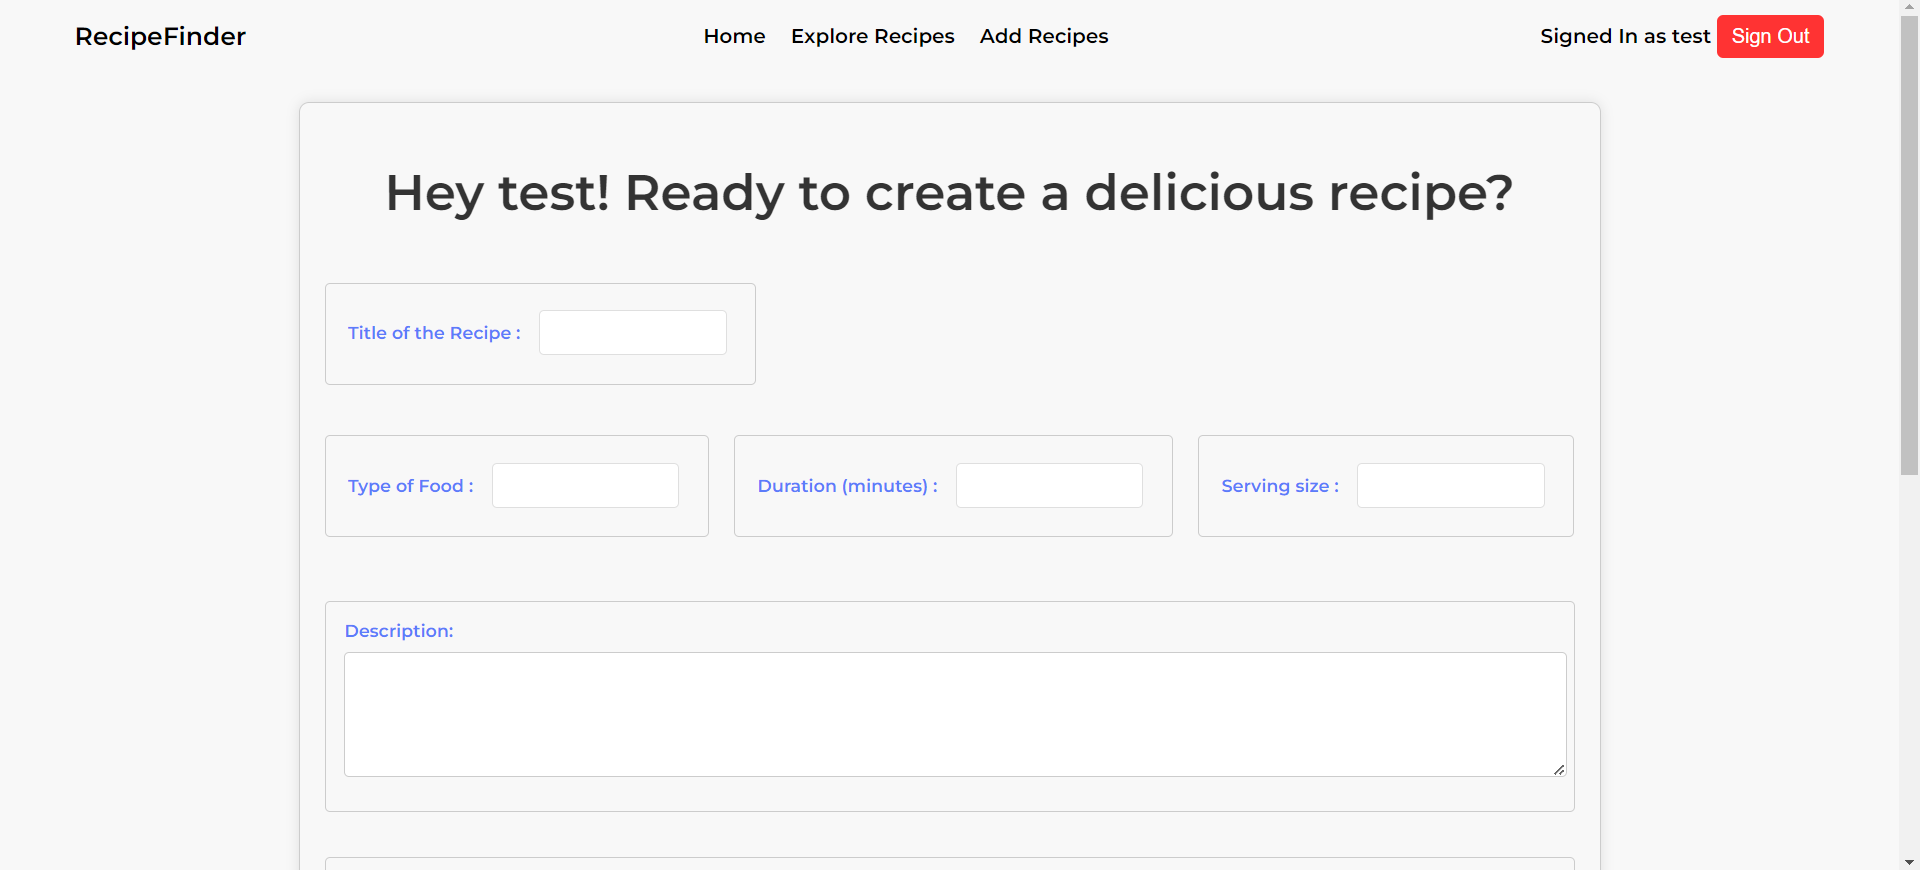 RecipeFinder Home Explore Recipes Add Recipes Signed In as test Sign Out
Hey test! Ready to create a delicious recipe?
Title of the Recipe :
Type of Food : Duration (minutes) : Serving size :
Description: